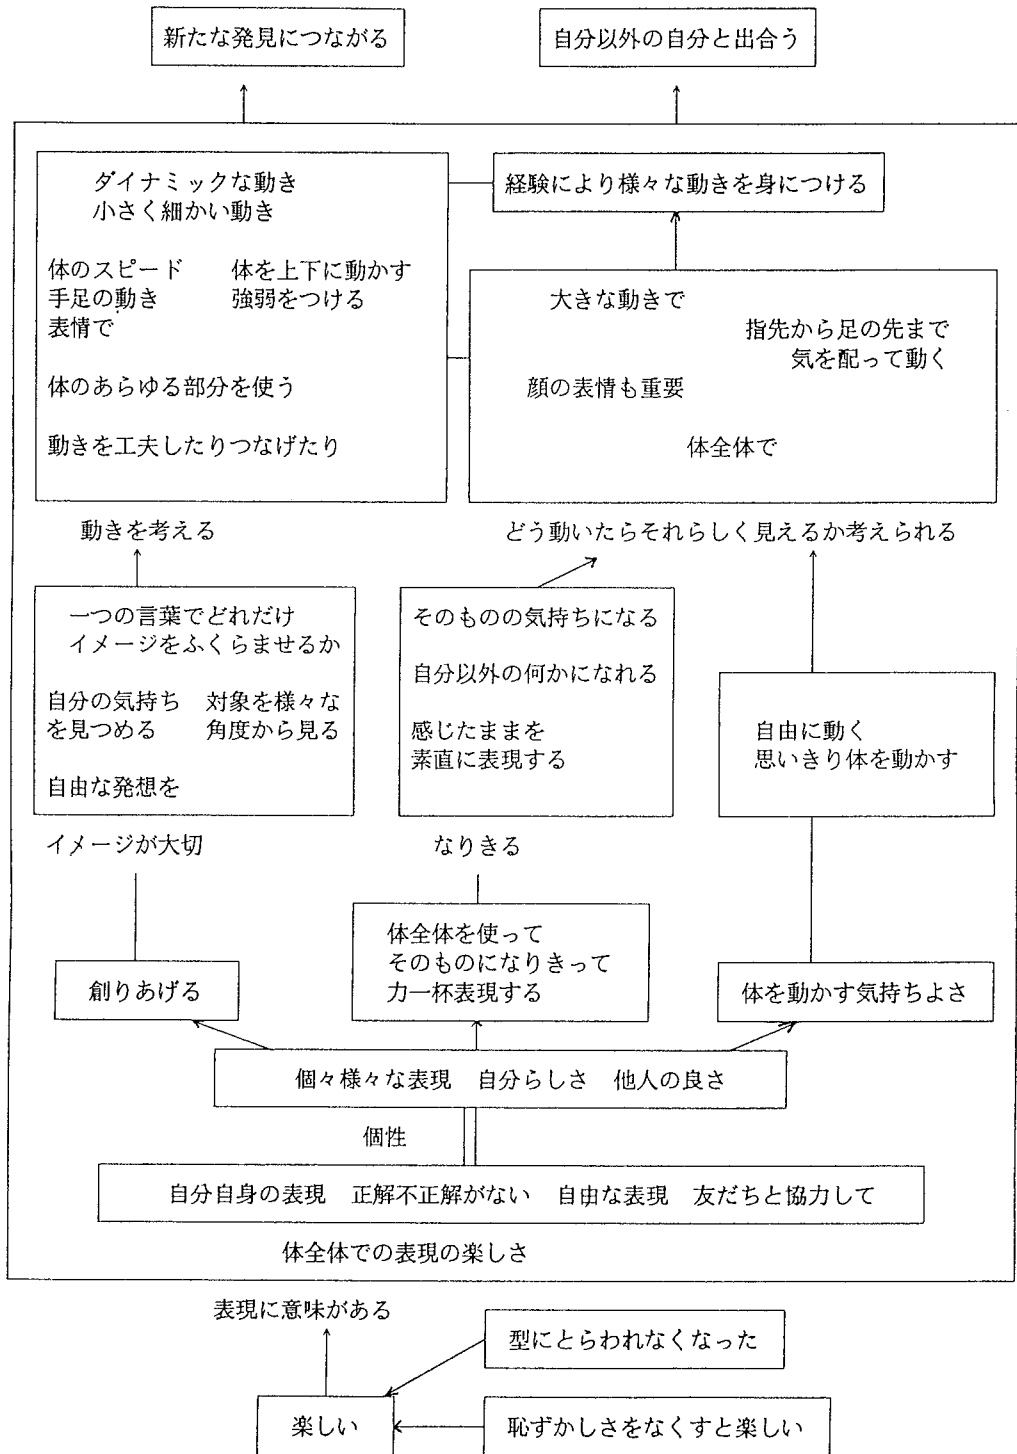 新たな発見につながる
自分以外の自分と出合う
ダイナミックな動き
小さく細かい動き
体のスピード 体を上下に動かす
手足の動き 強弱をつける
表情で
体のあらゆる部分を使う
動きを工夫したりつなげたり
経験により様々な動きを身につける
大きな動きで
指先から足の先まで
気を配って動く
顔の表情も重要
体全体で
動きを考える
どう動いたらそれらしく見えるか考えられる
一つの言葉でどれだけ
イメージをふくらませるか
自分の気持ち 対象を様々な
を見つめる 角度から見る
自由な発想を
そのものの気持ちになる
自分以外の何かになれる
感じたままを
素直に表現する
自由に動く
思いきり体を動かす
イメージが大切
なりきる
創りあげる
体全体を使って
そのものになりきって
力一杯表現する
体を動かす気持ちよさ
個々様々な表現 自分らしさ 他人の良さ
個性
自分自身の表現 正解不正解がない 自由な表現 友だちと協力して
体全体での表現の楽しさ
表現に意味がある
型にとらわれなくなった
楽しい
恥ずかしさをなくすと楽しい